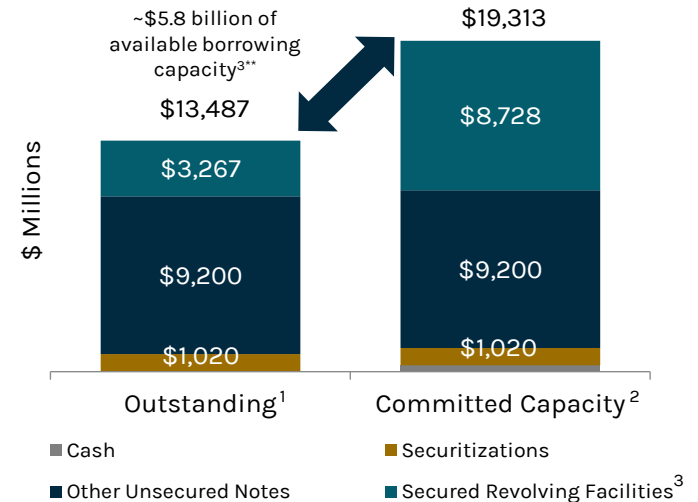 ~$5.8 billion of
available borrowing
capacity³**
$13,487
$19,313
$ Millions
$3,267
$9,200
$1,020
$8,728
$9,200
$1,020
Outstanding¹
Committed Capacity²
Cash
Securitizations
Other Unsecured Notes
Secured Revolving Facilities³